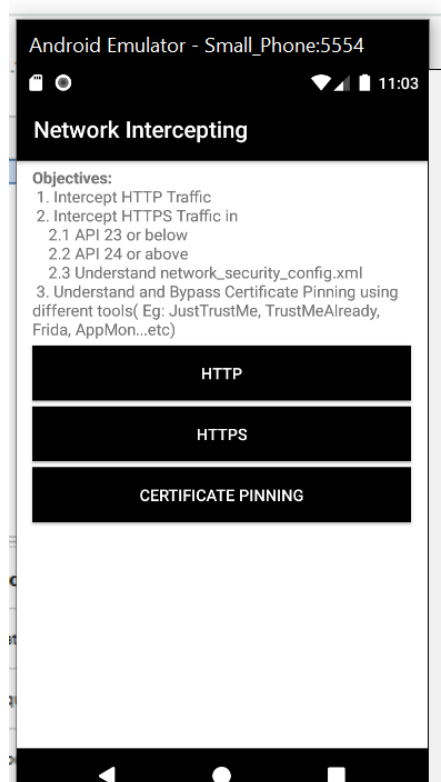 Android Emulator - Small_Phone:5554
11:03
Network Intercepting
Objectives:
1. Intercept HTTP Traffic
2. Intercept HTTPS Traffic in
2.1 API 23 or below
2.2 API 24 or above
2.3 Understand network_security_config.xml
3. Understand and Bypass Certificate Pinning using
different tools( Eg: JustTrustMe, TrustMeAlready,
Frida, AppMon...etc)
HTTP
HTTPS
CERTIFICATE PINNING